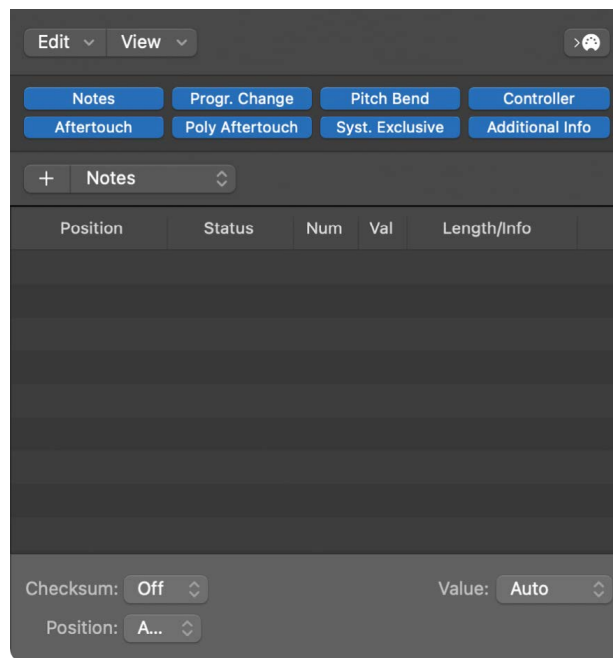 Edit View
Notes Progr. Change Pitch Bend Controller
Aftertouch Poly Aftertouch Syst. Exclusive Additional Info
+ Notes
Position Status Num Val Length/Info
Checksum: Off Value: Auto
Position: A...